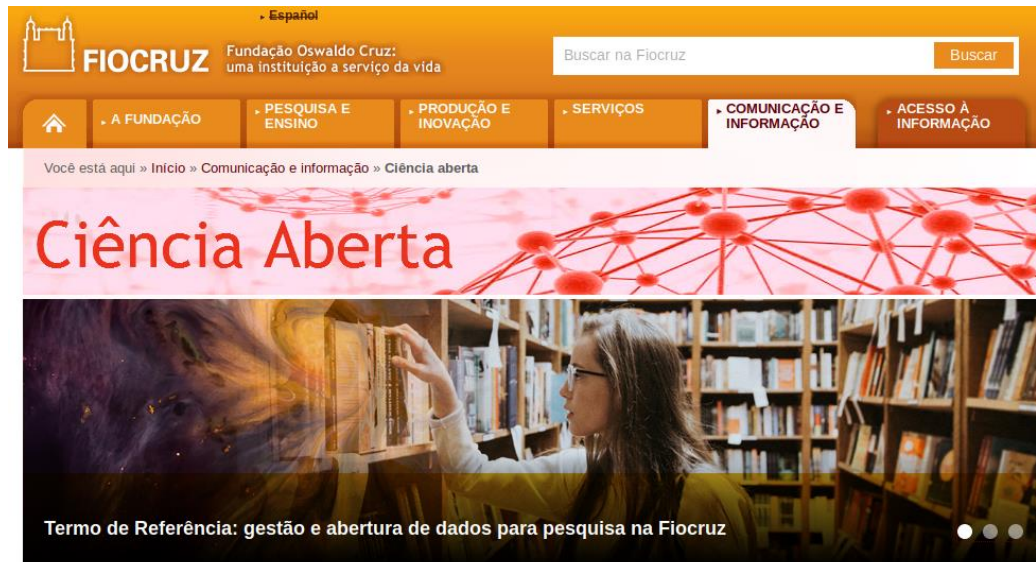 ▸ Español
FIOCRUZ
Fundação Oswaldo Cruz:
uma instituição a serviço da vida
Buscar na Fiocruz
Buscar
▸ A FUNDAÇÃO
▸ PESQUISA E
ENSINO
▸ PRODUÇÃO E
INOVAÇÃO
▸ SERVIÇOS
▸ COMUNICAÇÃO E
INFORMAÇÃO
▸ ACESSO À
INFORMAÇÃO
Você está aqui » Início » Comunicação e informação » Ciência aberta
Ciência Aberta
Termo de Referência: gestão e abertura de dados para pesquisa na Fiocruz